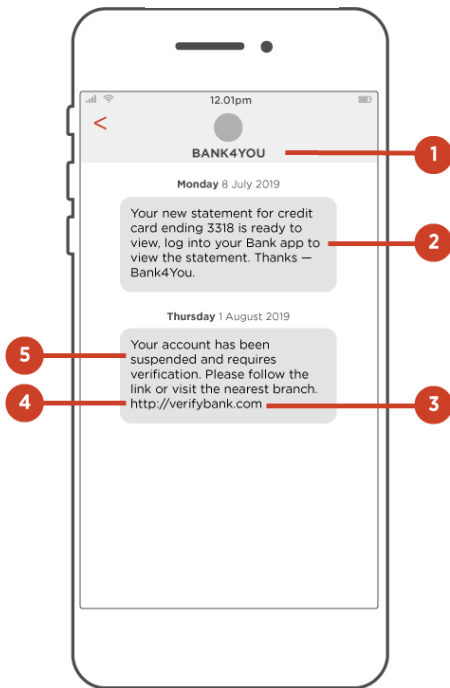 12.01pm
<
BANK4YOU
1
Monday 8 July 2019
Your new statement for credit
card ending 3318 is ready to
view, log into your Bank app to
view the statement. Thanks —
Bank4You.
2
Thursday 1 August 2019
5
Your account has been
suspended and requires
verification. Please follow the
link or visit the nearest branch.
4
http://verifybank.com
3